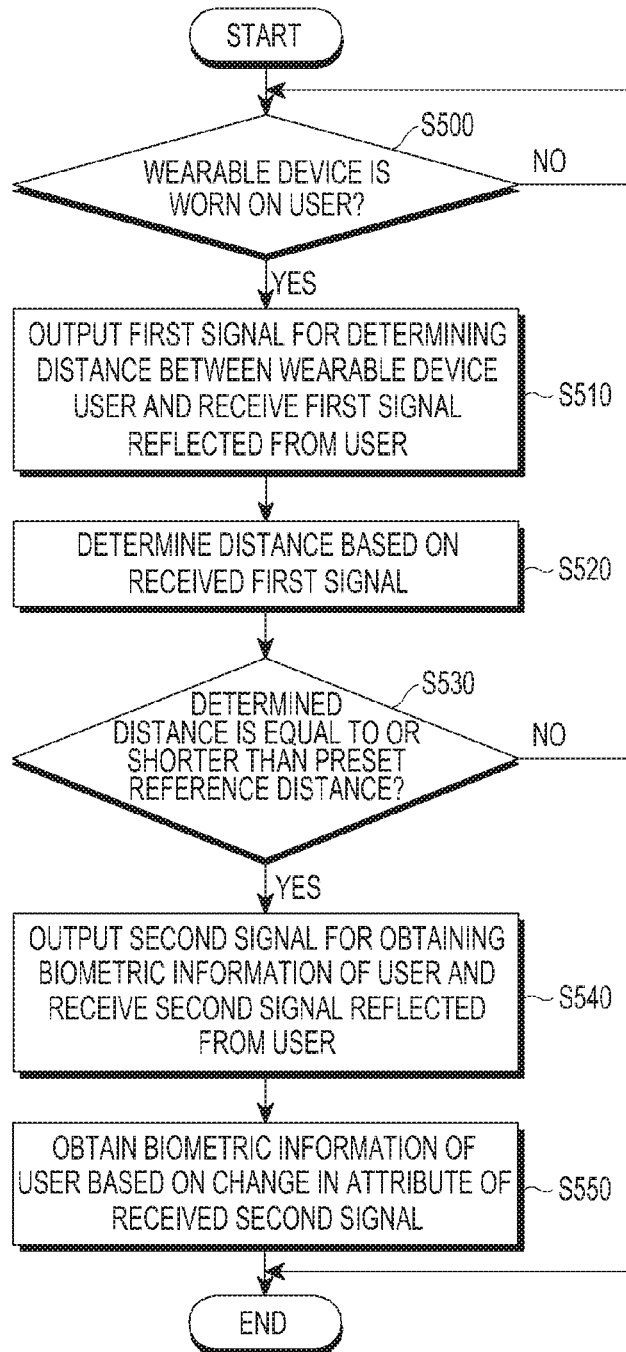 START
S500
WEARABLE DEVICE IS
WORN ON USER?
NO
YES
OUTPUT FIRST SIGNAL FOR DETERMINING
DISTANCE BETWEEN WEARABLE DEVICE
USER AND RECEIVE FIRST SIGNAL
REFLECTED FROM USER
S510
DETERMINE DISTANCE BASED ON
RECEIVED FIRST SIGNAL
S520
S530
DETERMINED
DISTANCE IS EQUAL TO OR
SHORTER THAN PRESET
REFERENCE DISTANCE?
NO
YES
OUTPUT SECOND SIGNAL FOR OBTAINING
BIOMETRIC INFORMATION OF USER AND
RECEIVE SECOND SIGNAL REFLECTED
FROM USER
S540
OBTAIN BIOMETRIC INFORMATION OF
USER BASED ON CHANGE IN ATTRIBUTE OF
RECEIVED SECOND SIGNAL
S550
END